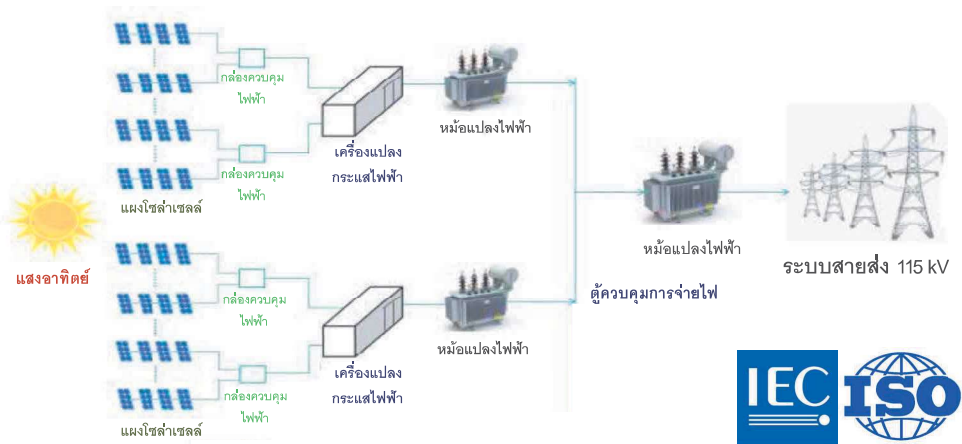 แสงอาทิตย์
กล่องควบคุม
ไฟฟ้า
กล่องควบคุม
ไฟฟ้า
แผงโซล่าเซลล์
เครื่องแปลง
กระแสไฟฟ้า
หม้อแปลงไฟฟ้า
กล่องควบคุม
ไฟฟ้า
กล่องควบคุม
ไฟฟ้า
แผงโซล่าเซลล์
เครื่องแปลง
กระแสไฟฟ้า
หม้อแปลงไฟฟ้า
ตู้ควบคุมการจ่ายไฟ
หม้อแปลงไฟฟ้า
ระบบสายส่ง 115 kV
IEC
ISO